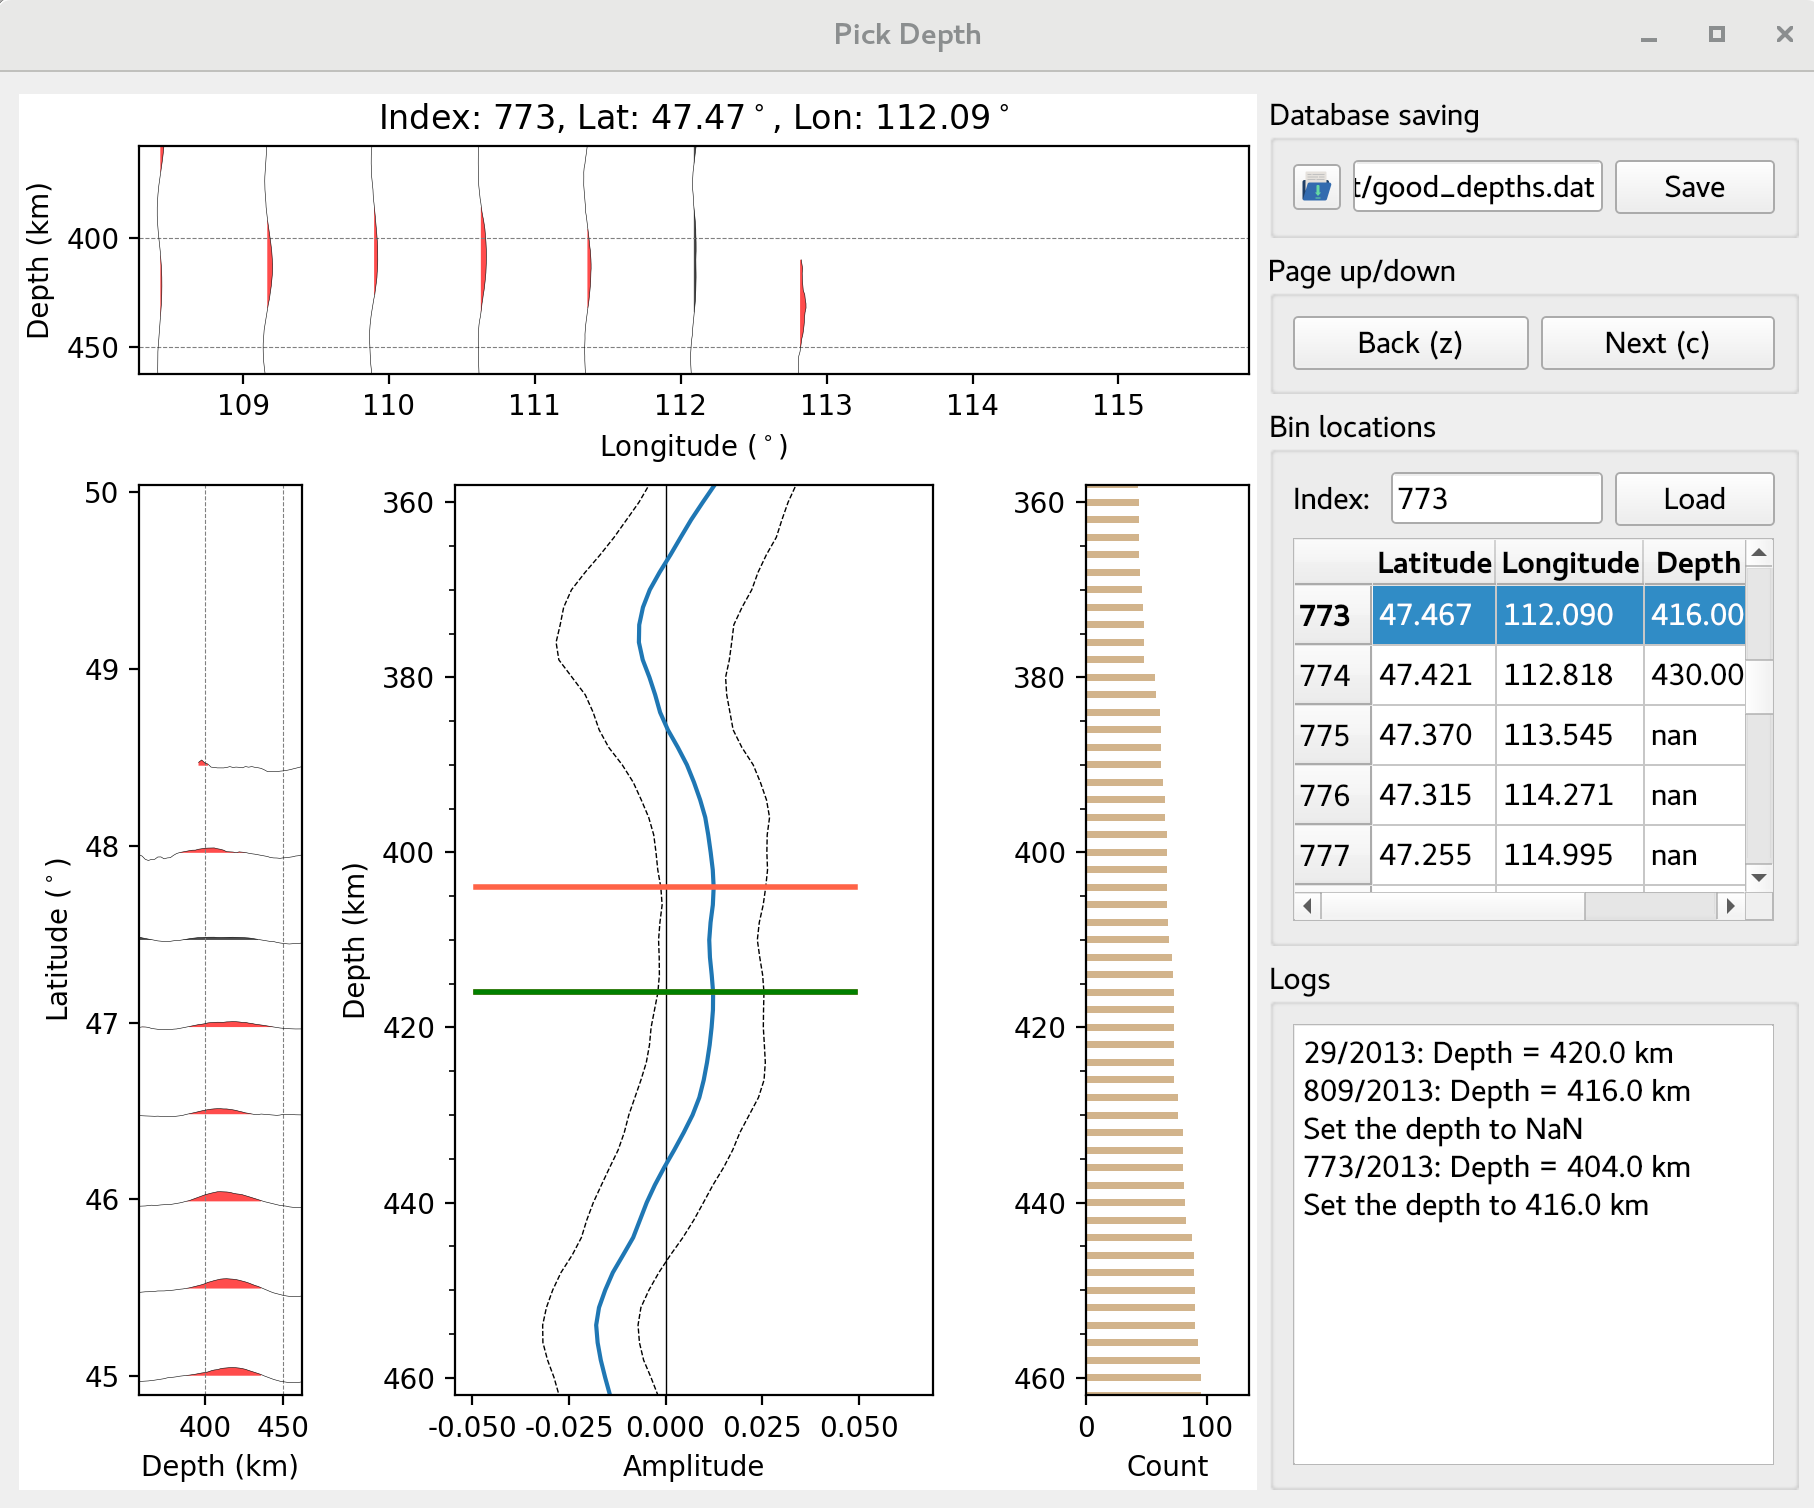 Pick Depth
Index: 773, Lat: 47.47°, Lon: 112.09°
Depth (km)
400
450
109 110 111 112 113 114 115
Longitude (°)
50
49
48
47
46
45
Latitude (°)
400 450
Depth (km)
360
380
400
420
440
460
Depth (km)
-0.050 -0.025 0.000 0.025 0.050
Amplitude
360
380
400
420
440
460
0 100
Count
Database saving
t/good_depths.dat Save
Page up/down
Back (z) Next (c)
Bin locations
Index: 773 Load
Latitude Longitude Depth
773 47.467 112.090 416.00
774 47.421 112.818 430.00
775 47.370 113.545 nan
776 47.315 114.271 nan
777 47.255 114.995 nan
Logs
29/2013: Depth = 420.0 km
809/2013: Depth = 416.0 km
Set the depth to NaN
773/2013: Depth = 404.0 km
Set the depth to 416.0 km